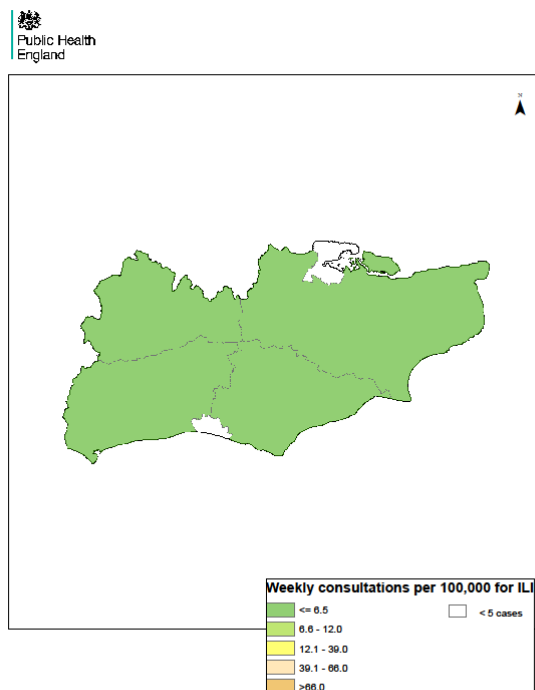 Public Health
England
N
Weekly consultations per 100,000 for ILI
<= 6.5
< 5 cases
6.6 - 12.0
12.1 - 39.0
39.1 - 66.0
>66.0